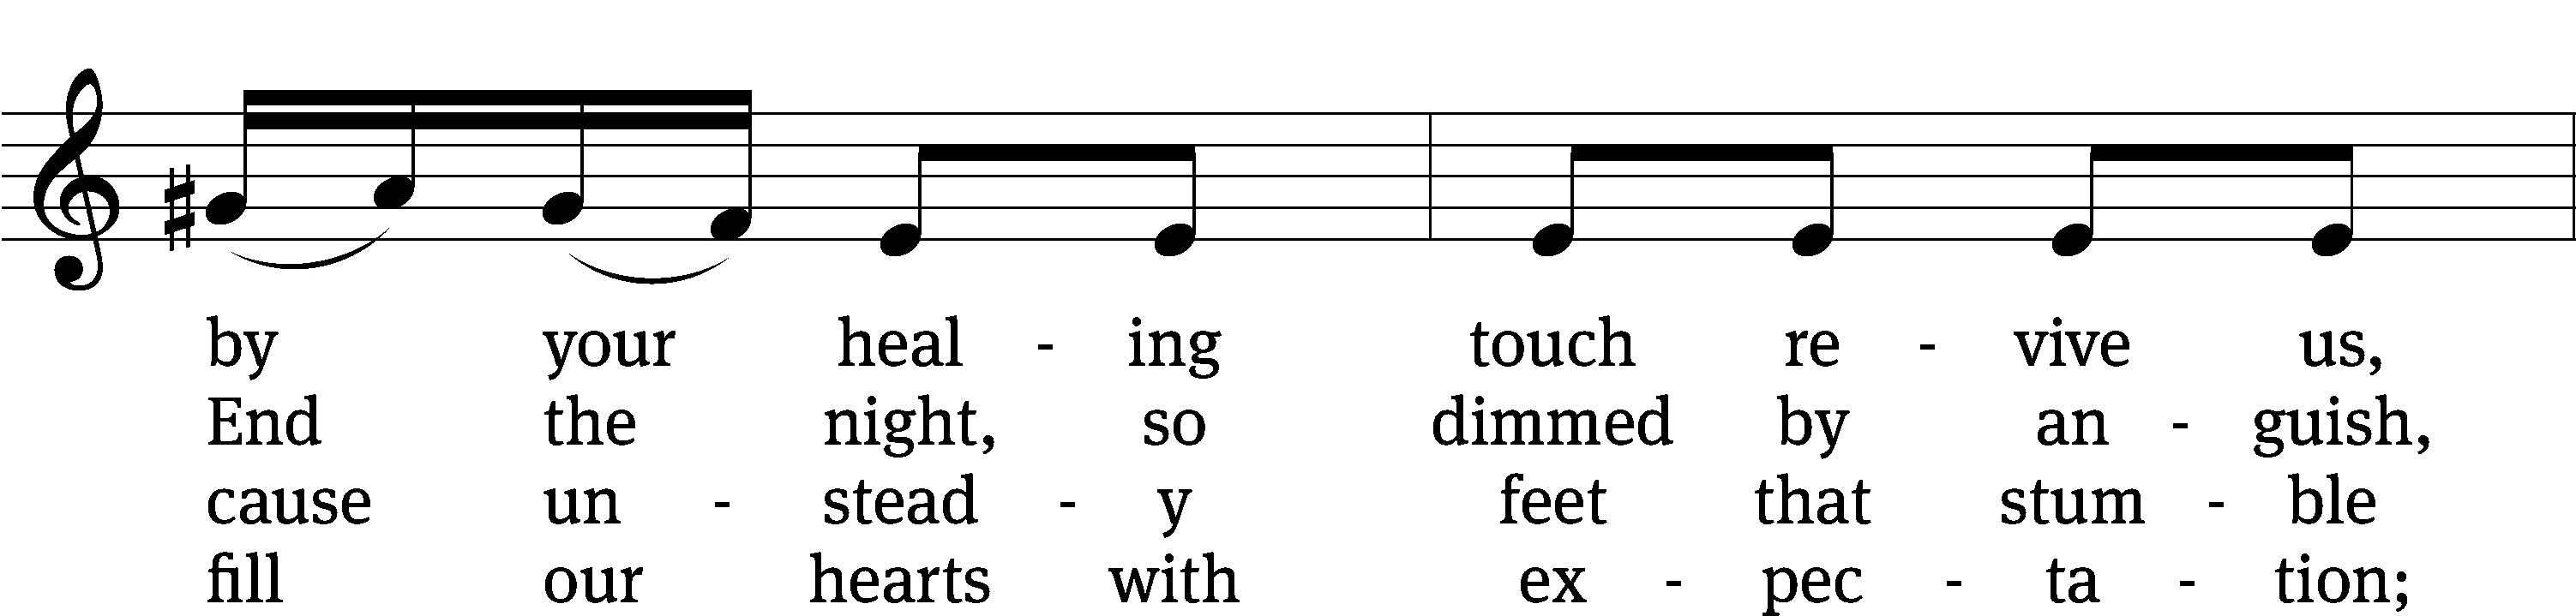 by your heal - ing touch re - vive us,
End the night, so dimmed by an - guish,
cause un - stead - y feet that stum - ble
fill our hearts with ex - pec - ta - tion;